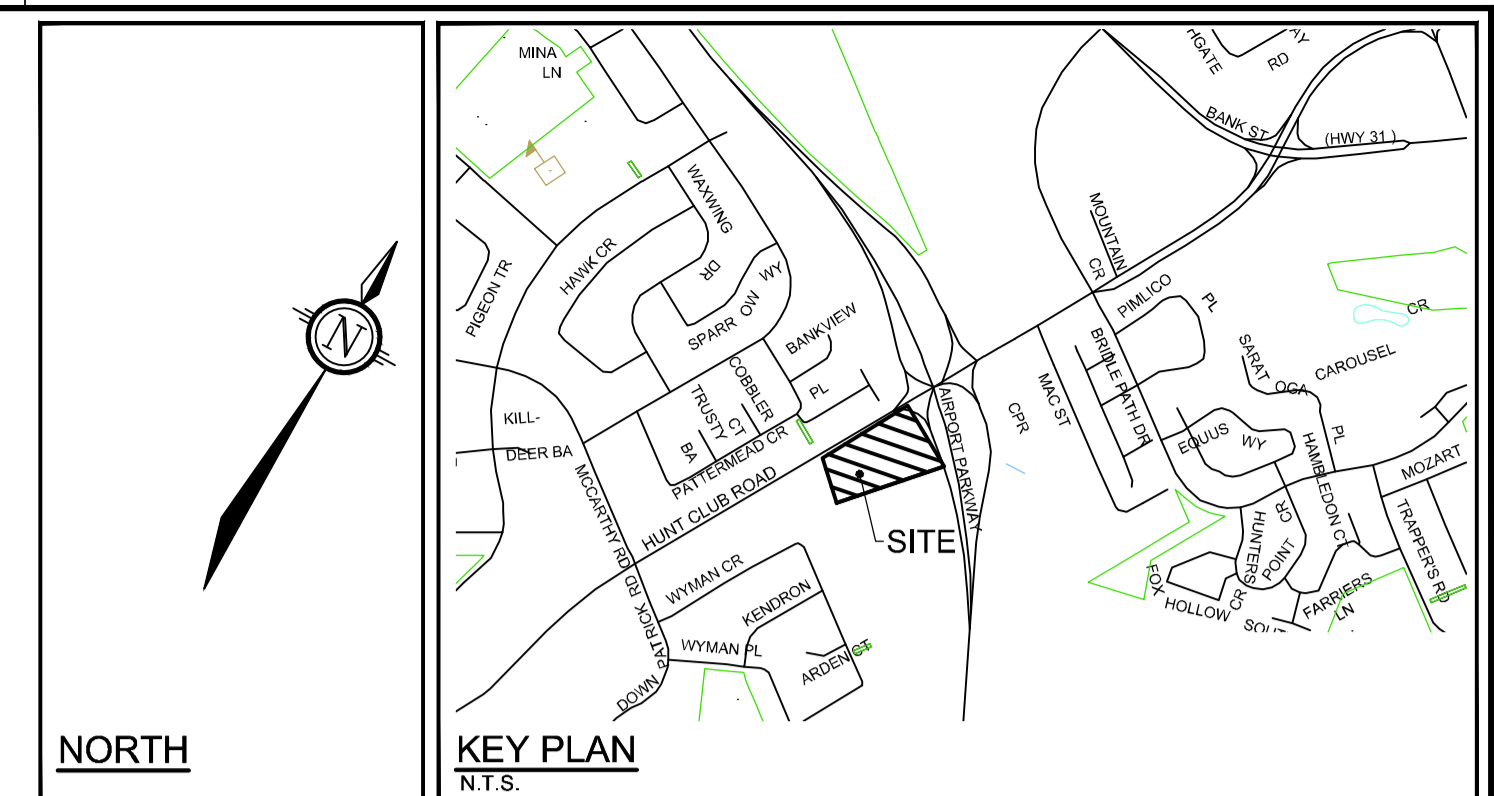 MINA
LN
HGATE
AY
RD
BANK ST
(HWY 31 )
WAXWING
DR
HAWK CR
PIGEON TR
SPARR OW WY
MOUNTAIN
CR
PIMLICO
PL
CR
BANKVIEW
PL
COBBLER
CT
TRUSTY
BA
PATTERMEAD CR
HUNT CLUB ROAD
KILL-
DEER BA
MCCARTHY RD
AIRPORT PARKWAY
CPR
MAC ST
BRIDLE PATH DR
SARAT OGA
PL
CAROUSEL
EQUUS WY
HAMBLEDON CT
MOZART
TRAPPER'S RD
HUNTERS
POINT
CR
FOX
HOLLOW
CR
FARRIERS
LN
SITE
WYMAN CR
KENDRON
WYMAN PL
ARDEN CT
DOWN PATRICK RD
N
NORTH
KEY PLAN
N.T.S.